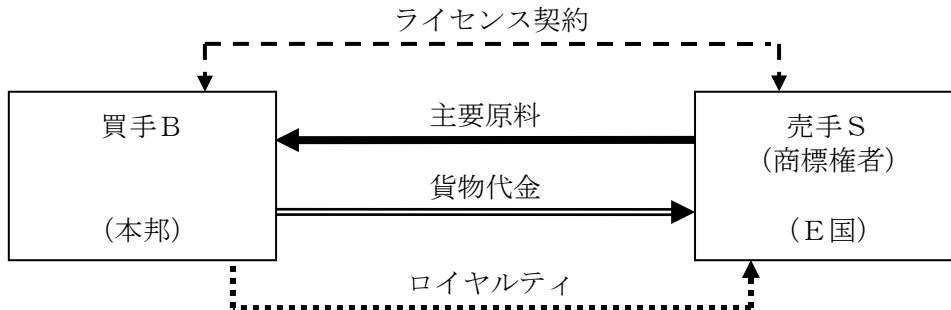 ライセンス契約
買手Ｂ
（本邦）
主要原料
貨物代金
売手Ｓ
（商標権者）
（Ｅ国）
ロイヤルティ